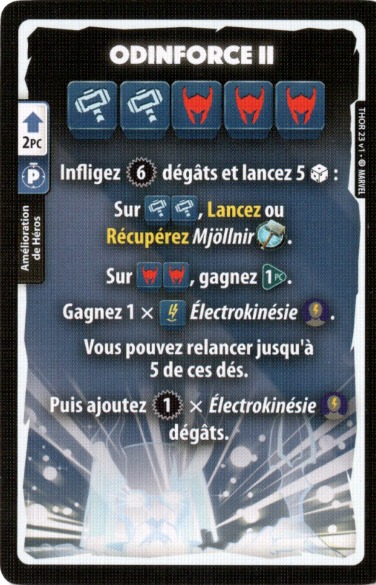 ODINFORCE II
2PC
P
Amélioration
de Héros
THOR 23 v1 • © MARVEL
Infligez 6 dégâts et lancez 5 :
Sur , Lancez ou
Récupérez Mjöllnir .
Sur , gagnez 1PC.
Gagnez 1 × Électrokinésie .
Vous pouvez relancer jusqu'à
5 de ces dés.
Puis ajoutez 1 × Électrokinésie
dégâts.